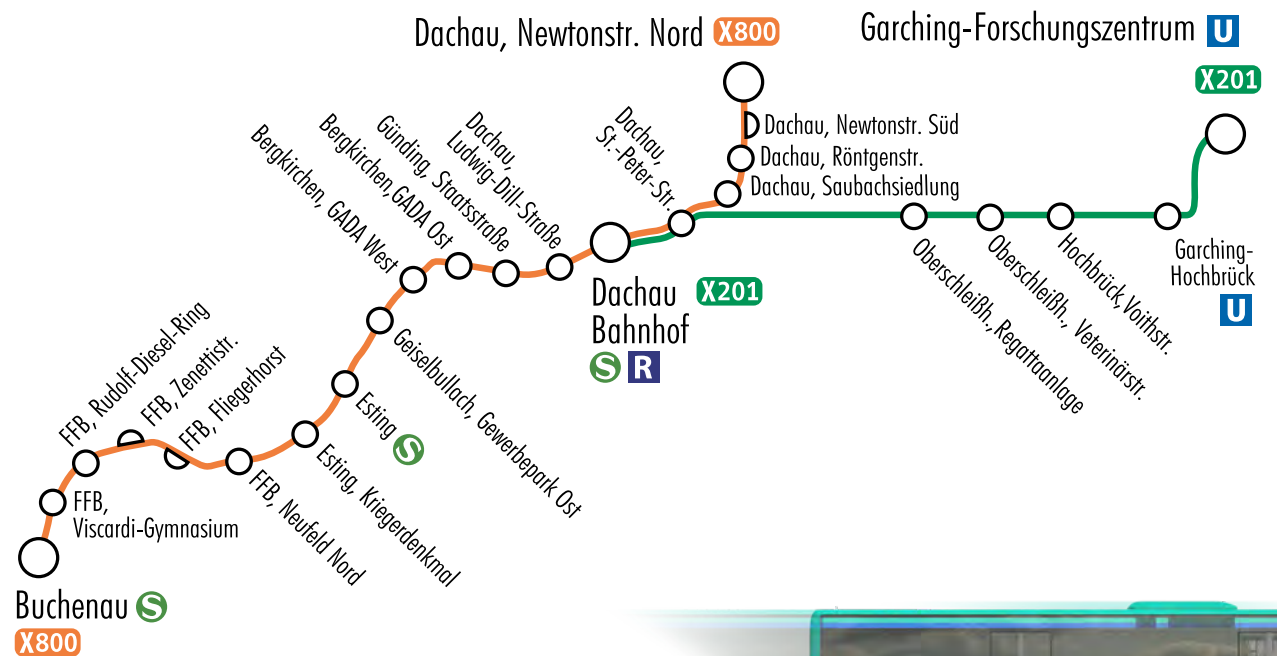 Dachau, Newtonstr. Nord X800
Garching-Forschungszentrum U
X201
Dachau, Newtonstr. Süd
Dachau, Röntgenstr.
Dachau, Saubachsiedlung
Dachau,
St.-Peter-Str.
Dachau,
Ludwig-Dill-Straße
Günding, Staatsstraße
Bergkirchen, GADA Ost
Bergkirchen, GADA West
Dachau X201
Bahnhof
S R
Oberschleißh., Regattaanlage
Oberschleißh., Veterinärstr.
Hochbrück, Voithstr.
Garching-
Hochbrück
U
Geiselbullach, Gewerbepark Ost
Esting S
Esting, Kriegerdenkmal
FFB, Neufeld Nord
FFB, Fliegerhorst
FFB, Zenettistr.
FFB, Rudolf-Diesel-Ring
FFB,
Viscardi-Gymnasium
Buchenau S
X800